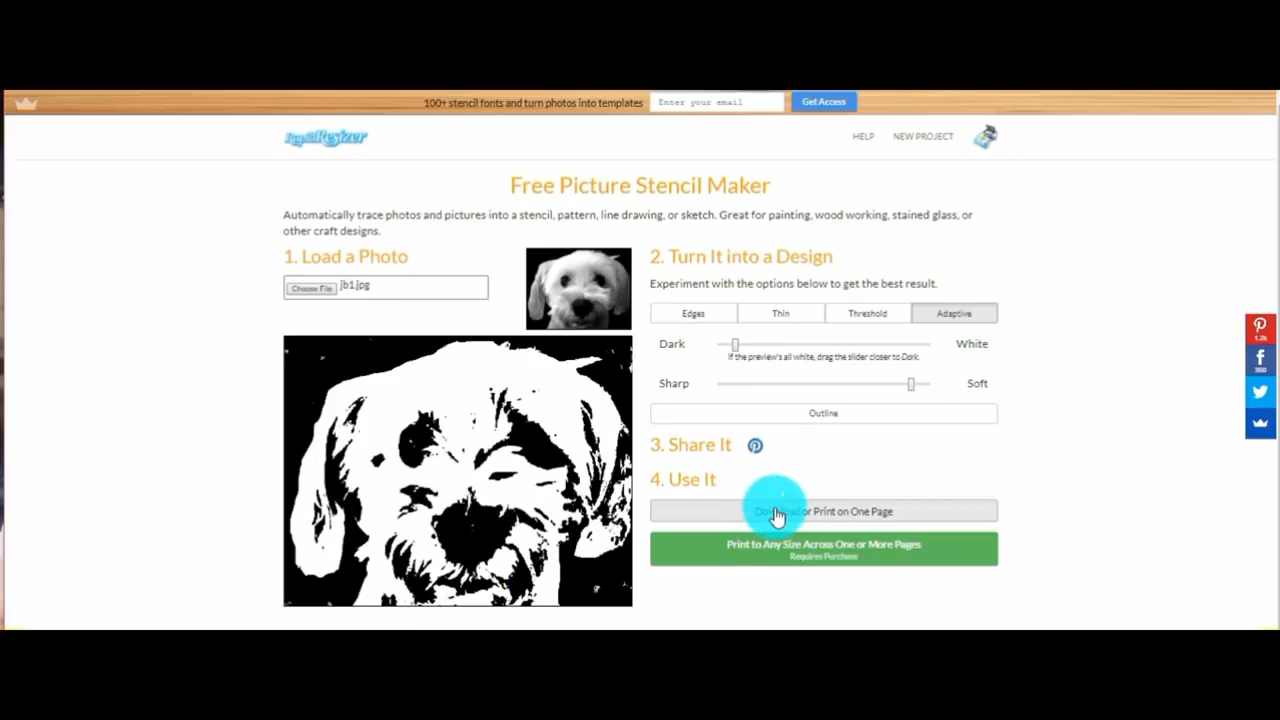 100+ stencil fonts and turn photos into templates
Enter your email
Get Access
RapidResizer
HELP
NEW PROJECT
Free Picture Stencil Maker
Automatically trace photos and pictures into a stencil, pattern, line drawing, or sketch. Great for painting, wood working, stained glass, or
other craft designs.
1. Load a Photo
Choose File jb1.jpg
2. Turn It into a Design
Experiment with the options below to get the best result.
Edges
Thin
Threshold
Adaptive
Dark
White
If the preview's all white, drag the slider closer to Dark.
Sharp
Soft
Outline
3. Share It
4. Use It
Download or Print on One Page
Print to Any Size Across One or More Pages
Requires Purchase
1.2k
350